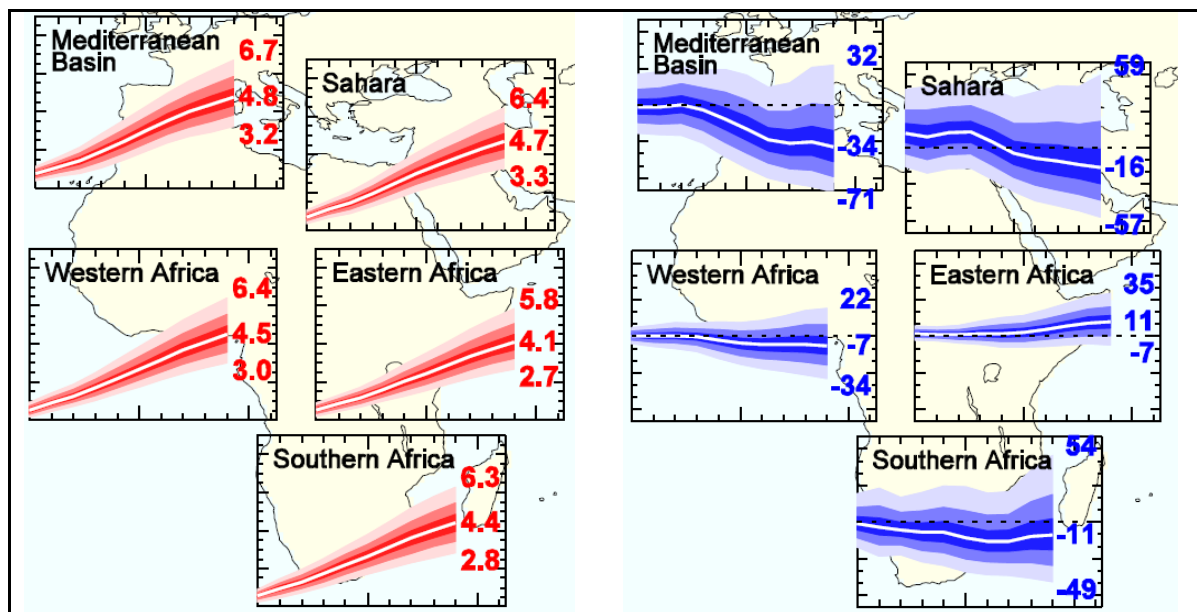 Mediterranean
Basin
6.7
4.8
3.2
Sahara
6.4
4.7
3.3
Western Africa
6.4
4.5
3.0
Eastern Africa
5.8
4.1
2.7
Southern Africa
6.3
4.4
2.8
Mediterranean
Basin
32
-34
-71
Sahara
59
-16
-57
Western Africa
22
-7
-34
Eastern Africa
35
11
-7
Southern Africa
54
-11
-49